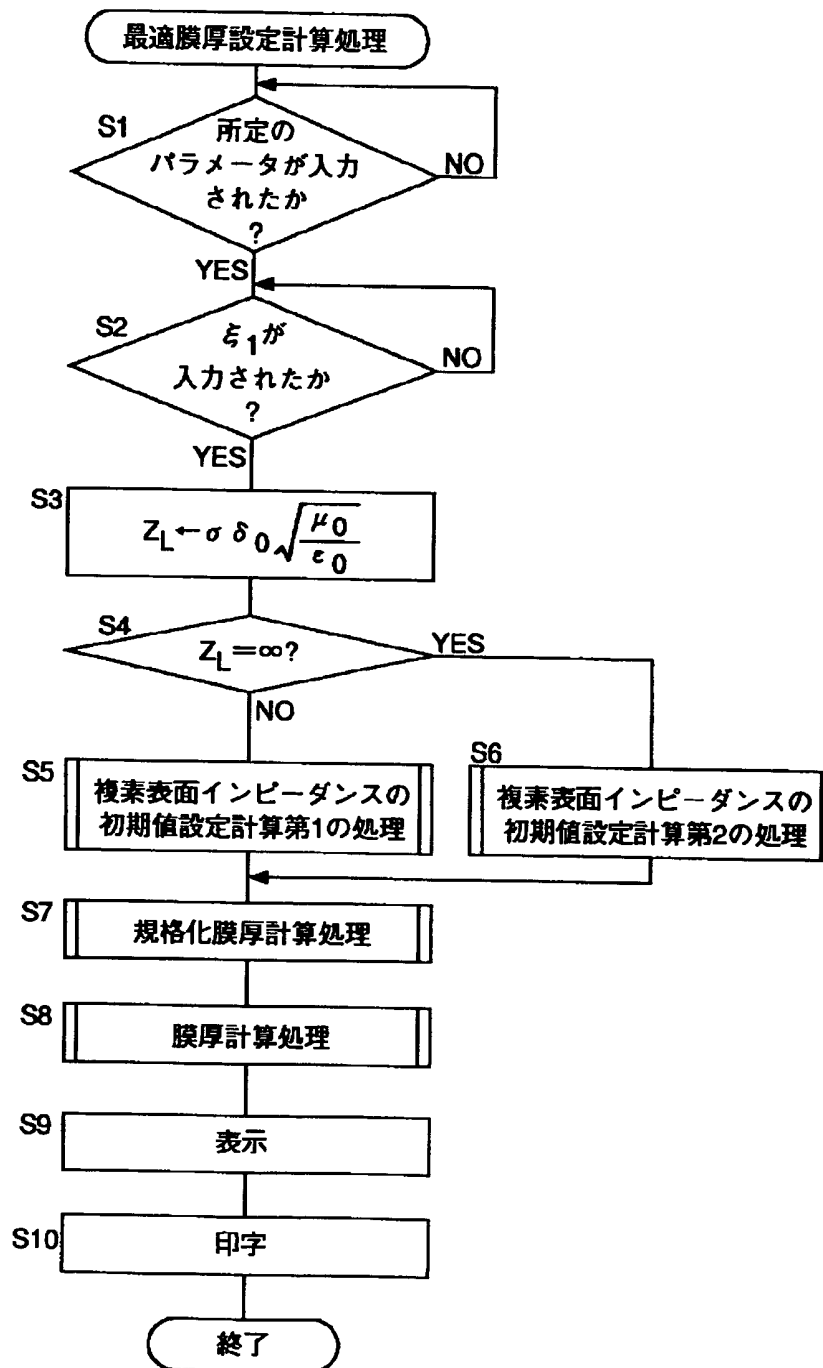 最適膜厚設定計算処理
S1
所定の
パラメータが入力
されたか
?
NO
YES
S2
ξ1が
入力されたか
?
NO
YES
S3
ZL←σ δ0√(μ0/ε0)
S4
ZL=∞?
YES
NO
S5
複素表面インピーダンスの
初期値設定計算第1の処理
S6
複素表面インピーダンスの
初期値設定計算第2の処理
S7
規格化膜厚計算処理
S8
膜厚計算処理
S9
表示
S10
印字
終了